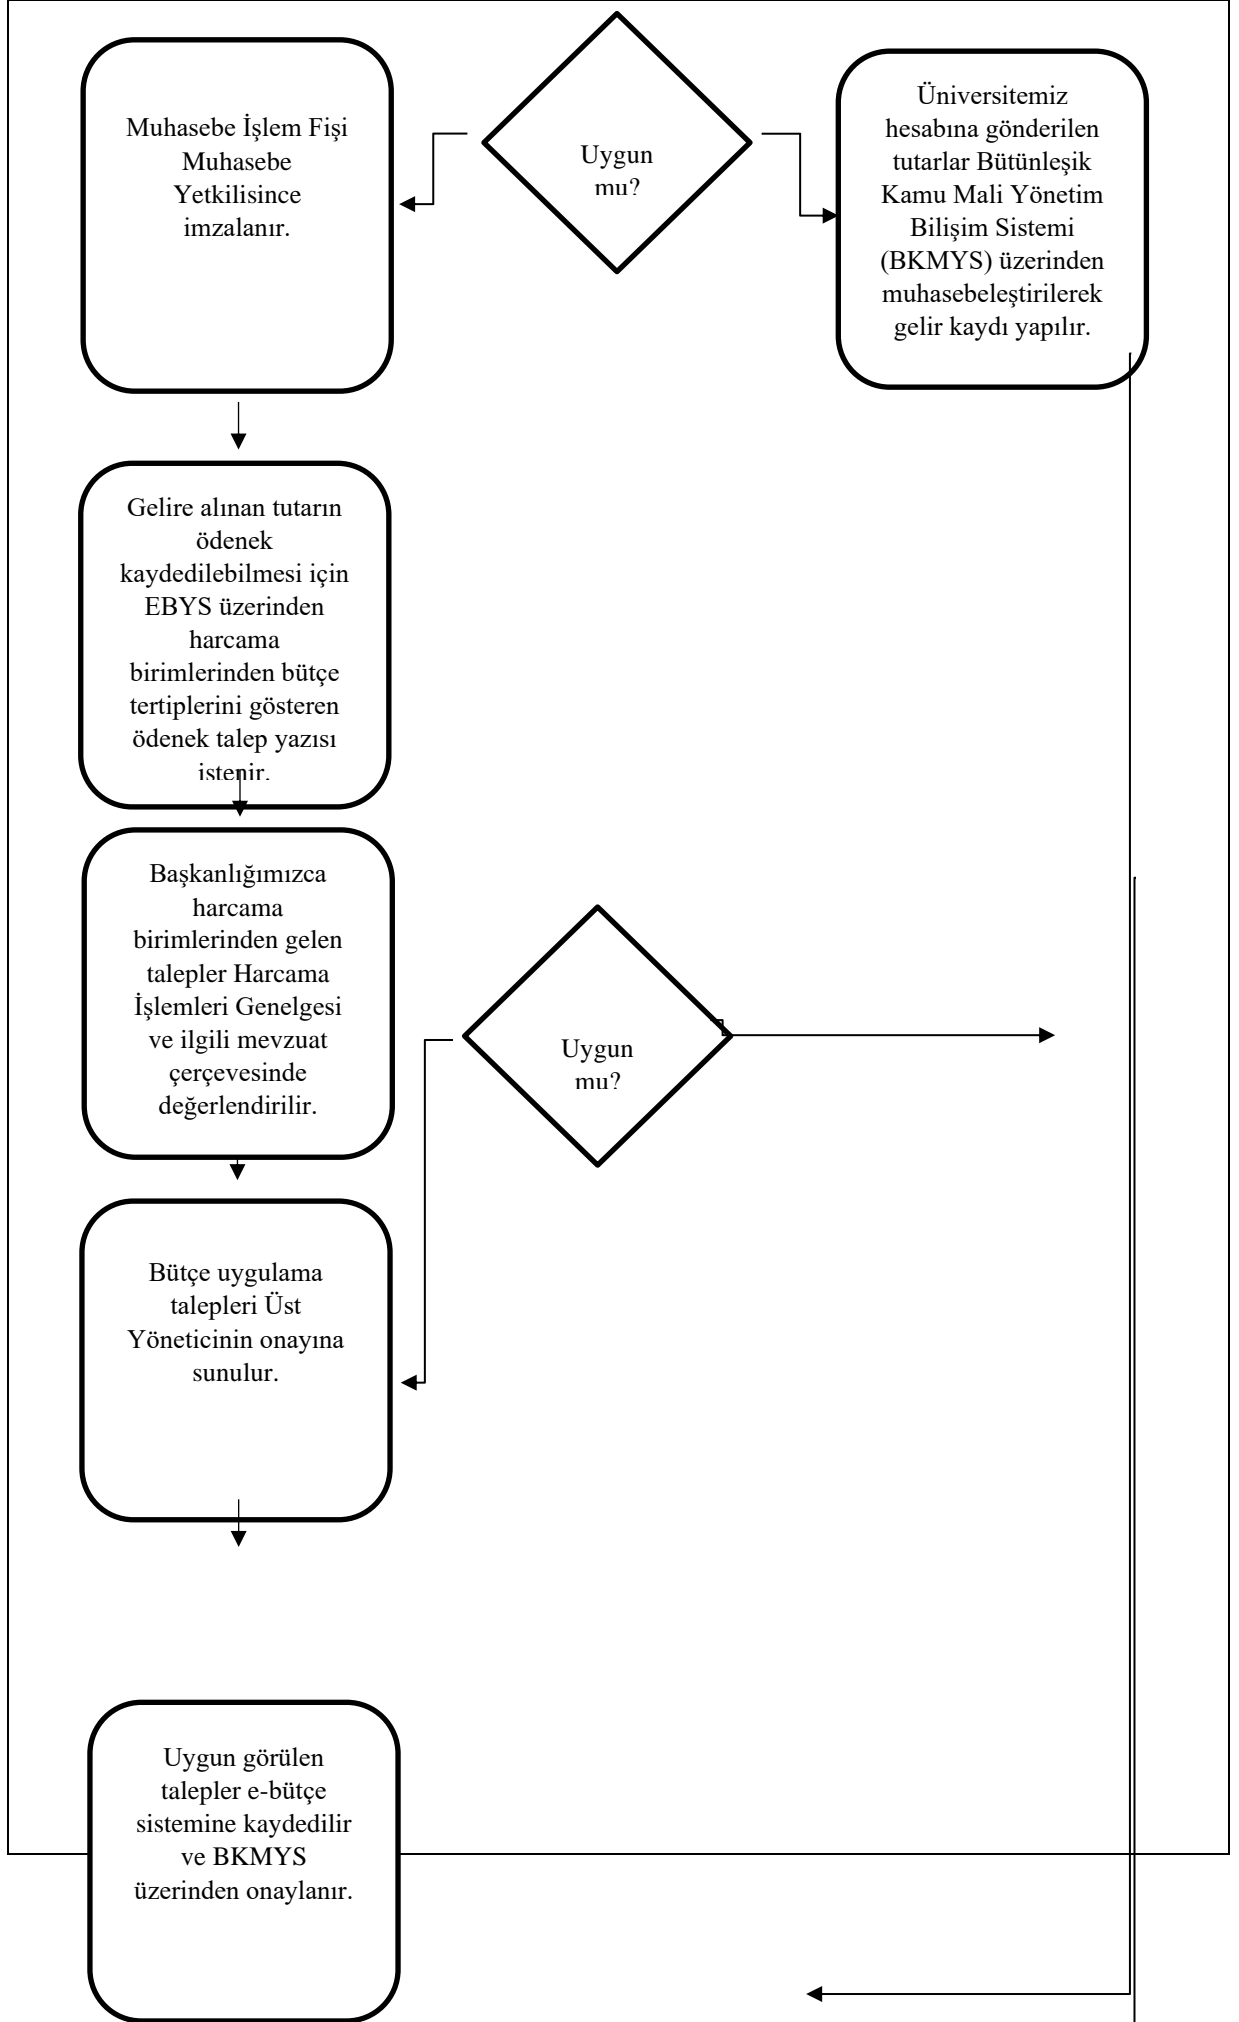 Muhasebe İşlem Fişi
Muhasebe
Yetkilisince
imzalanır.
Uygun
mu?
Üniversitemiz
hesabına gönderilen
tutarlar Bütünleşik
Kamu Mali Yönetim
Bilişim Sistemi
(BKMYS) üzerinden
muhasebeleştirilerek
gelir kaydı yapılır.
Gelire alınan tutarın
ödenek
kaydedilebilmesi için
EBYS üzerinden
harcama
birimlerinden bütçe
tertiplerini gösteren
ödenek talep yazısı
istenir.
Başkanlığımızca
harcama
birimlerinden gelen
talepler Harcama
İşlemleri Genelgesi
ve ilgili mevzuat
çerçevesinde
değerlendirilir.
Uygun
mu?
Bütçe uygulama
talepleri Üst
Yöneticinin onayına
sunulur.
Uygun görülen
talepler e-bütçe
sistemine kaydedilir
ve BKMYS
üzerinden onaylanır.